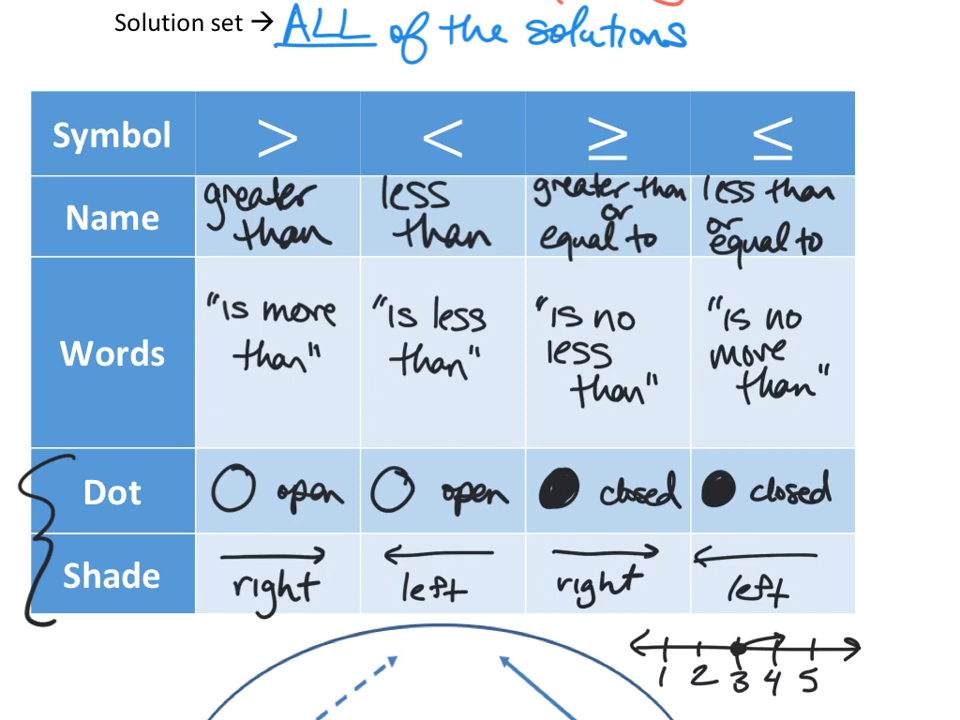 Solution set → ALL of the solutions
Symbol > < ≥ ≤
Name greater than less than greater than or equal to less than or equal to
Words "is more than" "is less than" "is no less than" "is no more than"
Dot open open closed closed
Shade right left right left
1 2 3 4 5